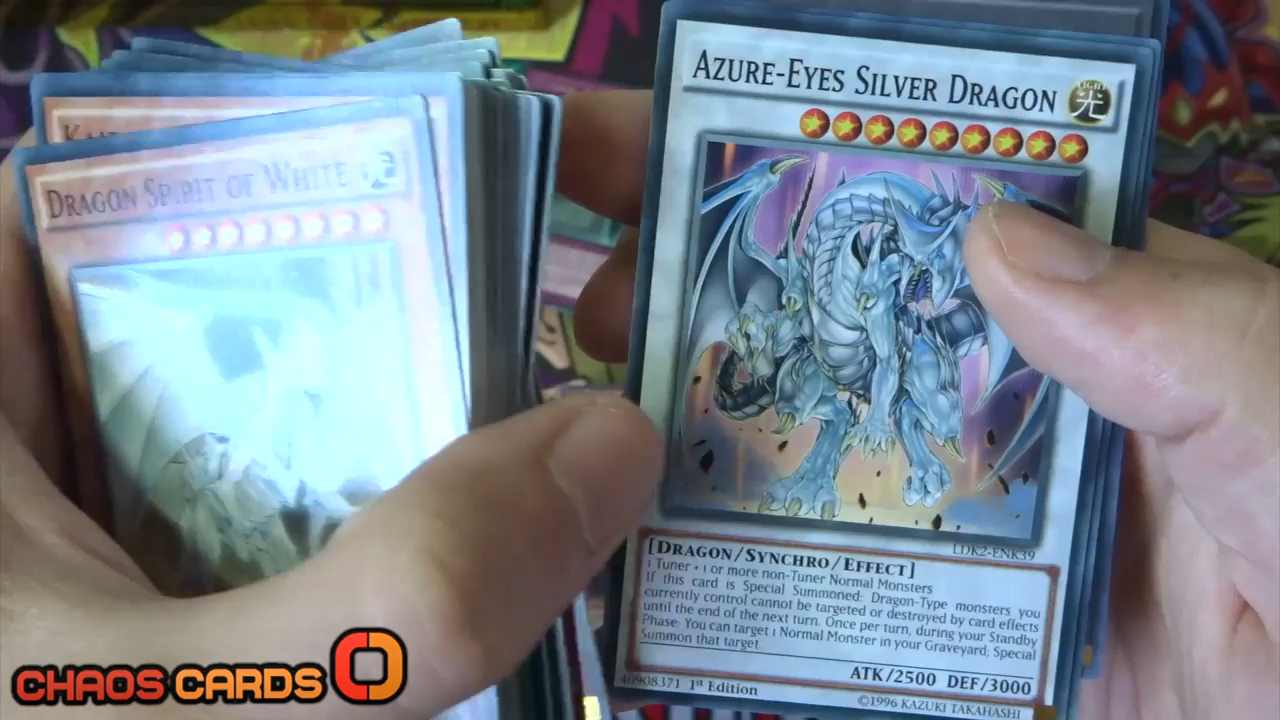 AZURE-EYES SILVER DRAGON
LIGHT
光
KAI
DRAGON SPIRIT OF WHITE
LDK2-ENK39
[DRAGON/SYNCHRO/EFFECT]
1 Tuner + 1 or more non-Tuner Normal Monsters
If this card is Special Summoned: Dragon-Type monsters you
currently control cannot be targeted or destroyed by card effects
until the end of the next turn. Once per turn, during your Standby
Phase: You can target 1 Normal Monster in your Graveyard; Special
Summon that target.
ATK/2500 DEF/3000
40908371 1st Edition
©1996 KAZUKI TAKAHASHI
CHAOS CARDS